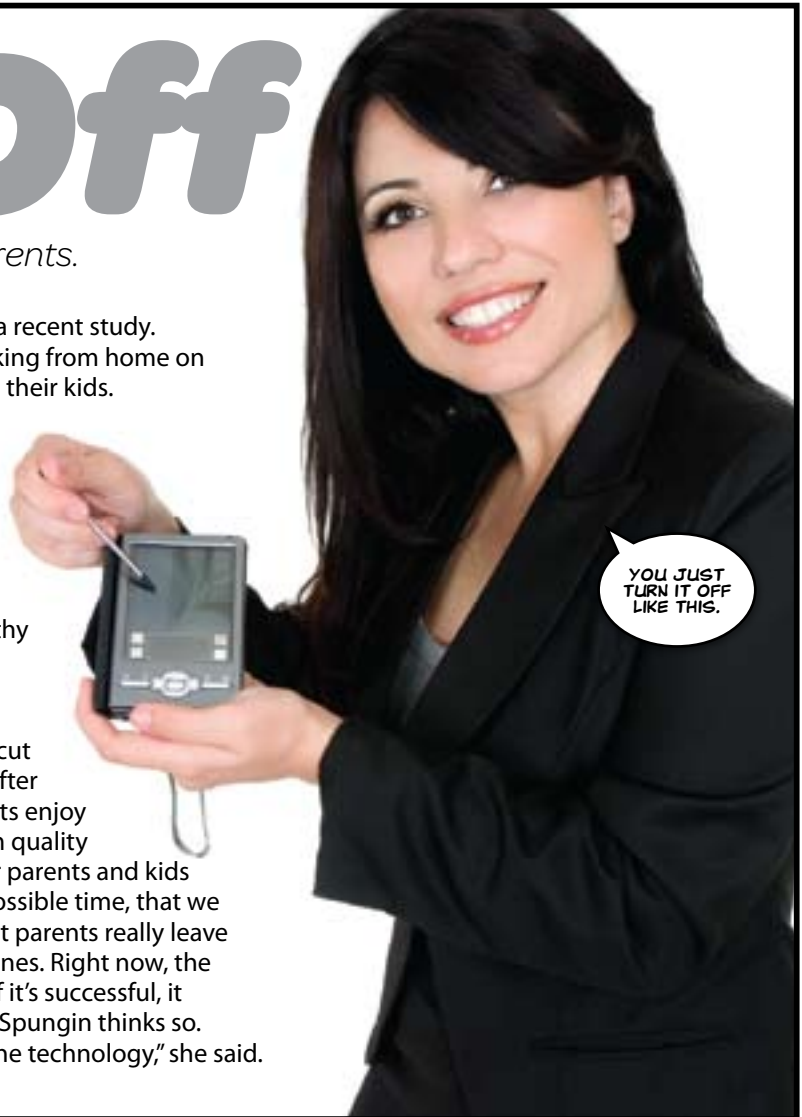 Off
rents.
a recent study.
king from home on
their kids.
thy
cut
fter
ts enjoy
n quality
r parents and kids
ossible time, that we
t parents really leave
nes. Right now, the
f it's successful, it
Spungin thinks so.
ne technology," she said.
YOU JUST
TURN IT OFF
LIKE THIS.